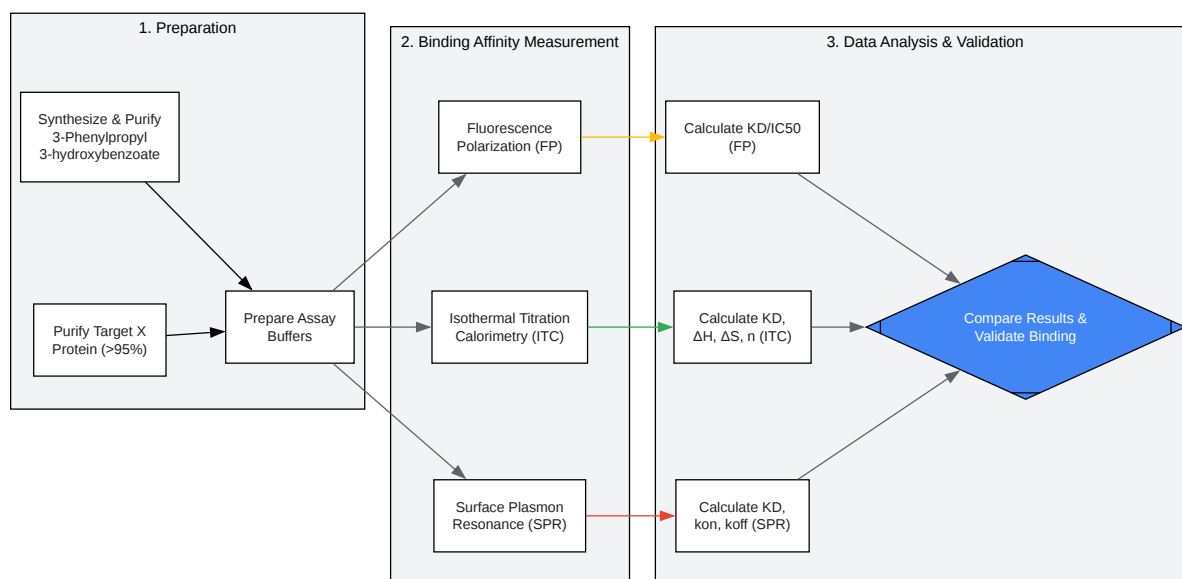 1. Preparation
Synthesize & Purify
3-Phenylpropyl
3-hydroxybenzoate
Purify Target X
Protein (>95%)
Prepare Assay
Buffers
2. Binding Affinity Measurement
Fluorescence
Polarization (FP)
Isothermal Titration
Calorimetry (ITC)
Surface Plasmon
Resonance (SPR)
3. Data Analysis & Validation
Calculate KD/IC50
(FP)
Calculate KD,
ΔH, ΔS, n (ITC)
Calculate KD,
kon, koff (SPR)
Compare Results &
Validate Binding